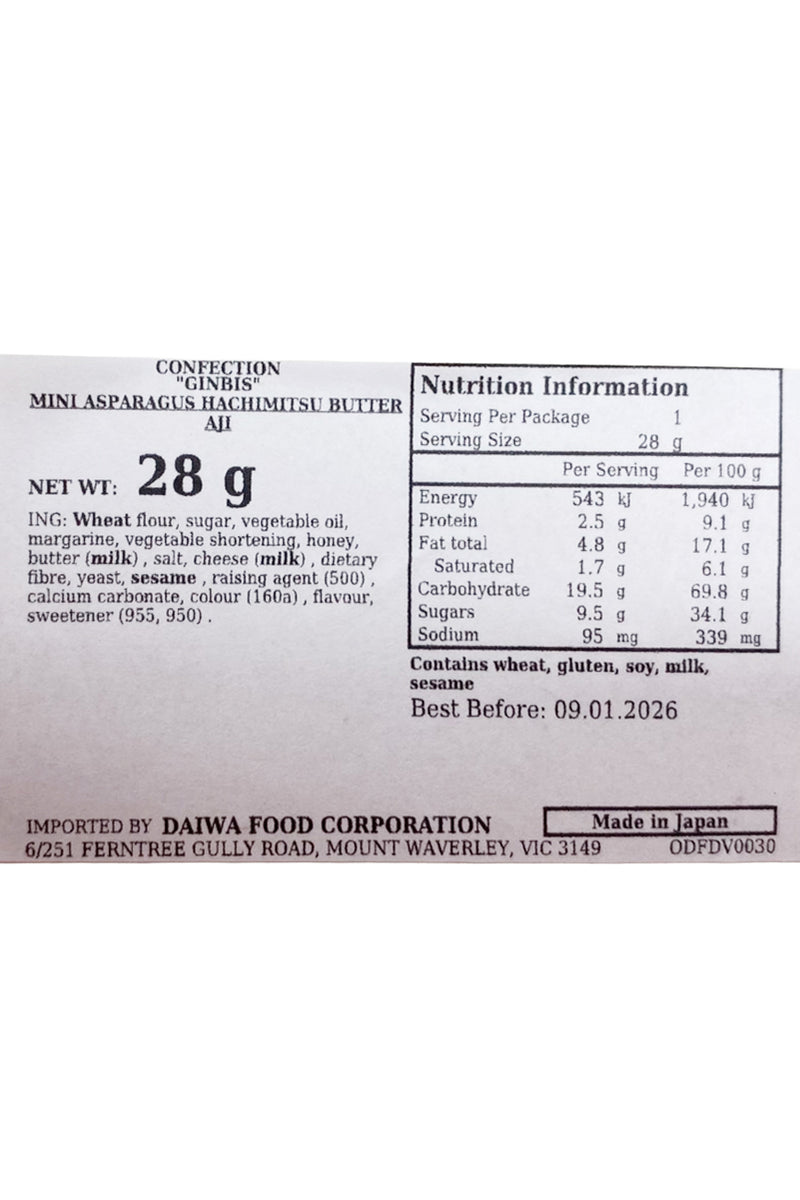 CONFECTION
"GINBIS"
MINI ASPARAGUS HACHIMITSU BUTTER
AJI
NET WT: 28 g
ING: Wheat flour, sugar, vegetable oil,
margarine, vegetable shortening, honey,
butter (milk) , salt, cheese (milk) , dietary
fibre, yeast, sesame , raising agent (500) ,
calcium carbonate, colour (160a) , flavour,
sweetener (955, 950) .
Nutrition Information
Serving Per Package 1
Serving Size 28 g
Per Serving Per 100 g
Energy 543 kJ 1,940 kJ
Protein 2.5 g 9.1 g
Fat total 4.8 g 17.1 g
Saturated 1.7 g 6.1 g
Carbohydrate 19.5 g 69.8 g
Sugars 9.5 g 34.1 g
Sodium 95 mg 339 mg
Contains wheat, gluten, soy, milk,
sesame
Best Before: 09.01.2026
IMPORTED BY DAIWA FOOD CORPORATION
6/251 FERNTREE GULLY ROAD, MOUNT WAVERLEY, VIC 3149
Made in Japan
ODFDV0030